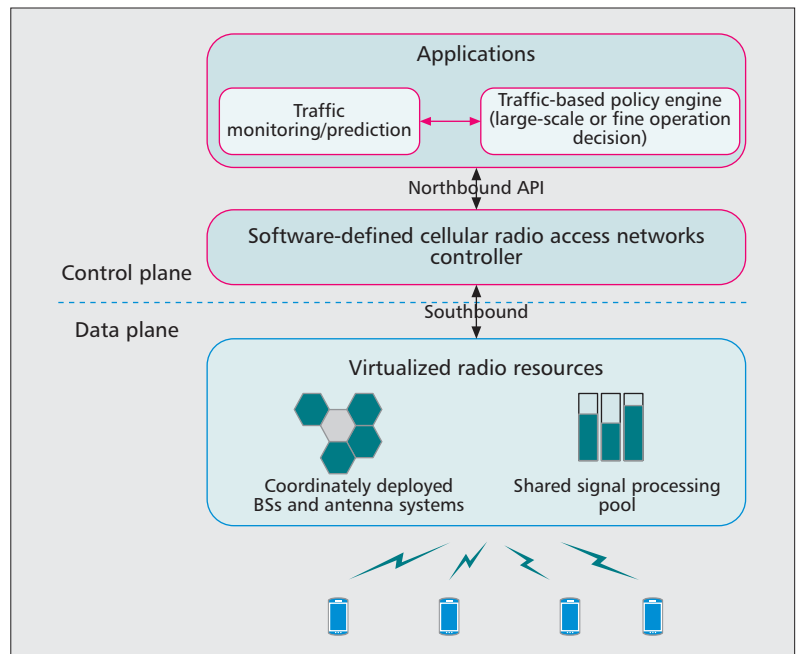 Applications
Traffic
monitoring/prediction
Traffic-based policy engine
(large-scale or fine operation
decision)
Northbound API
Software-defined cellular radio access networks
controller
Control plane
Southbound
Data plane
Virtualized radio resources
Coordinately deployed
BSs and antenna systems
Shared signal processing
pool